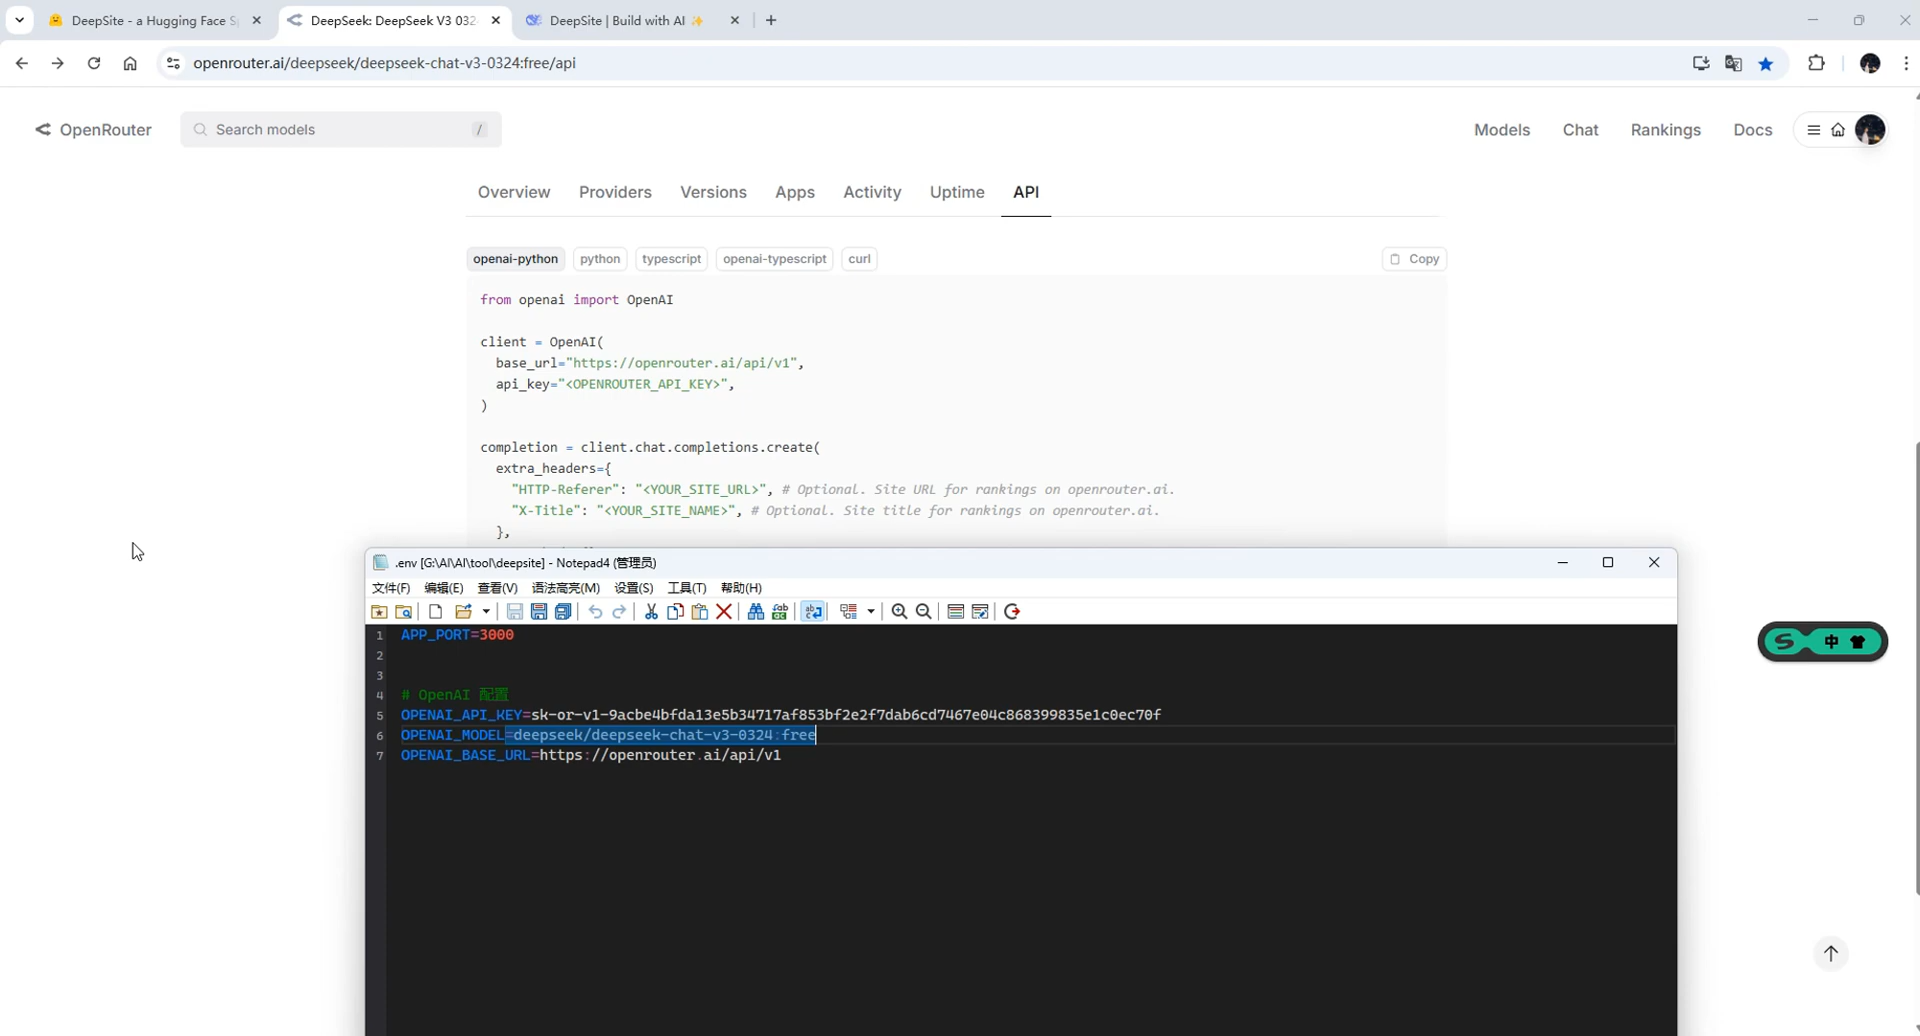 DeepSite - a Hugging Face S
DeepSeek: DeepSeek V3 032
DeepSite | Build with AI ✨
openrouter.ai/deepseek/deepseek-chat-v3-0324:free/api
OpenRouter
Search models
/
Models
Chat
Rankings
Docs
Overview
Providers
Versions
Apps
Activity
Uptime
API
openai-python
python
typescript
openai-typescript
curl
Copy
from openai import OpenAI
client = OpenAI(
base_url="https://openrouter.ai/api/v1",
api_key="<OPENROUTER_API_KEY>",
)
completion = client.chat.completions.create(
extra_headers={
"HTTP-Referer": "<YOUR_SITE_URL>", # Optional. Site URL for rankings on openrouter.ai.
"X-Title": "<YOUR_SITE_NAME>", # Optional. Site title for rankings on openrouter.ai.
},
.env [G:\AI\AI\tool\deepsite] - Notepad4 (管理员)
文件(F) 编辑(E) 查看(V) 语法高亮(M) 设置(S) 工具(T) 帮助(H)
1 APP_PORT=3000
2
3
4 # OpenAI 配置
5 OPENAI_API_KEY=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
6 OPENAI_MODEL=deepseek/deepseek-chat-v3-0324:free
7 OPENAI_BASE_URL=https://openrouter.ai/api/v1
S 中